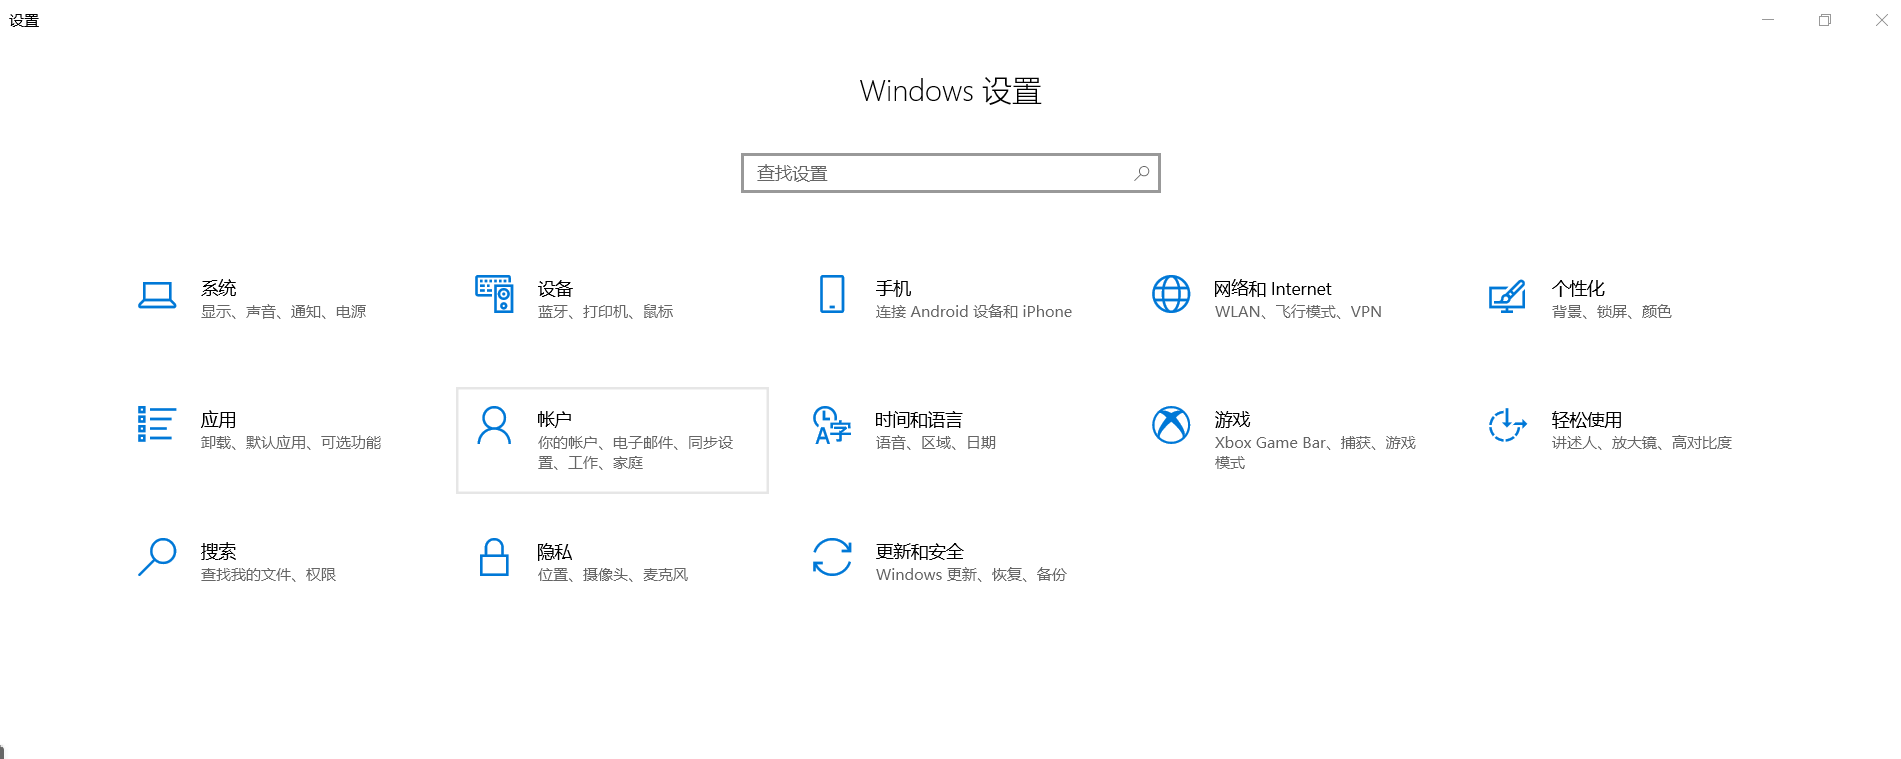 设置
Windows 设置
查找设置
系统
显示、声音、通知、电源
设备
蓝牙、打印机、鼠标
手机
连接 Android 设备和 iPhone
网络和 Internet
WLAN、飞行模式、VPN
个性化
背景、锁屏、颜色
应用
卸载、默认应用、可选功能
帐户
你的帐户、电子邮件、同步设
置、工作、家庭
时间和语言
语音、区域、日期
游戏
Xbox Game Bar、捕获、游戏
模式
轻松使用
讲述人、放大镜、高对比度
搜索
查找我的文件、权限
隐私
位置、摄像头、麦克风
更新和安全
Windows 更新、恢复、备份